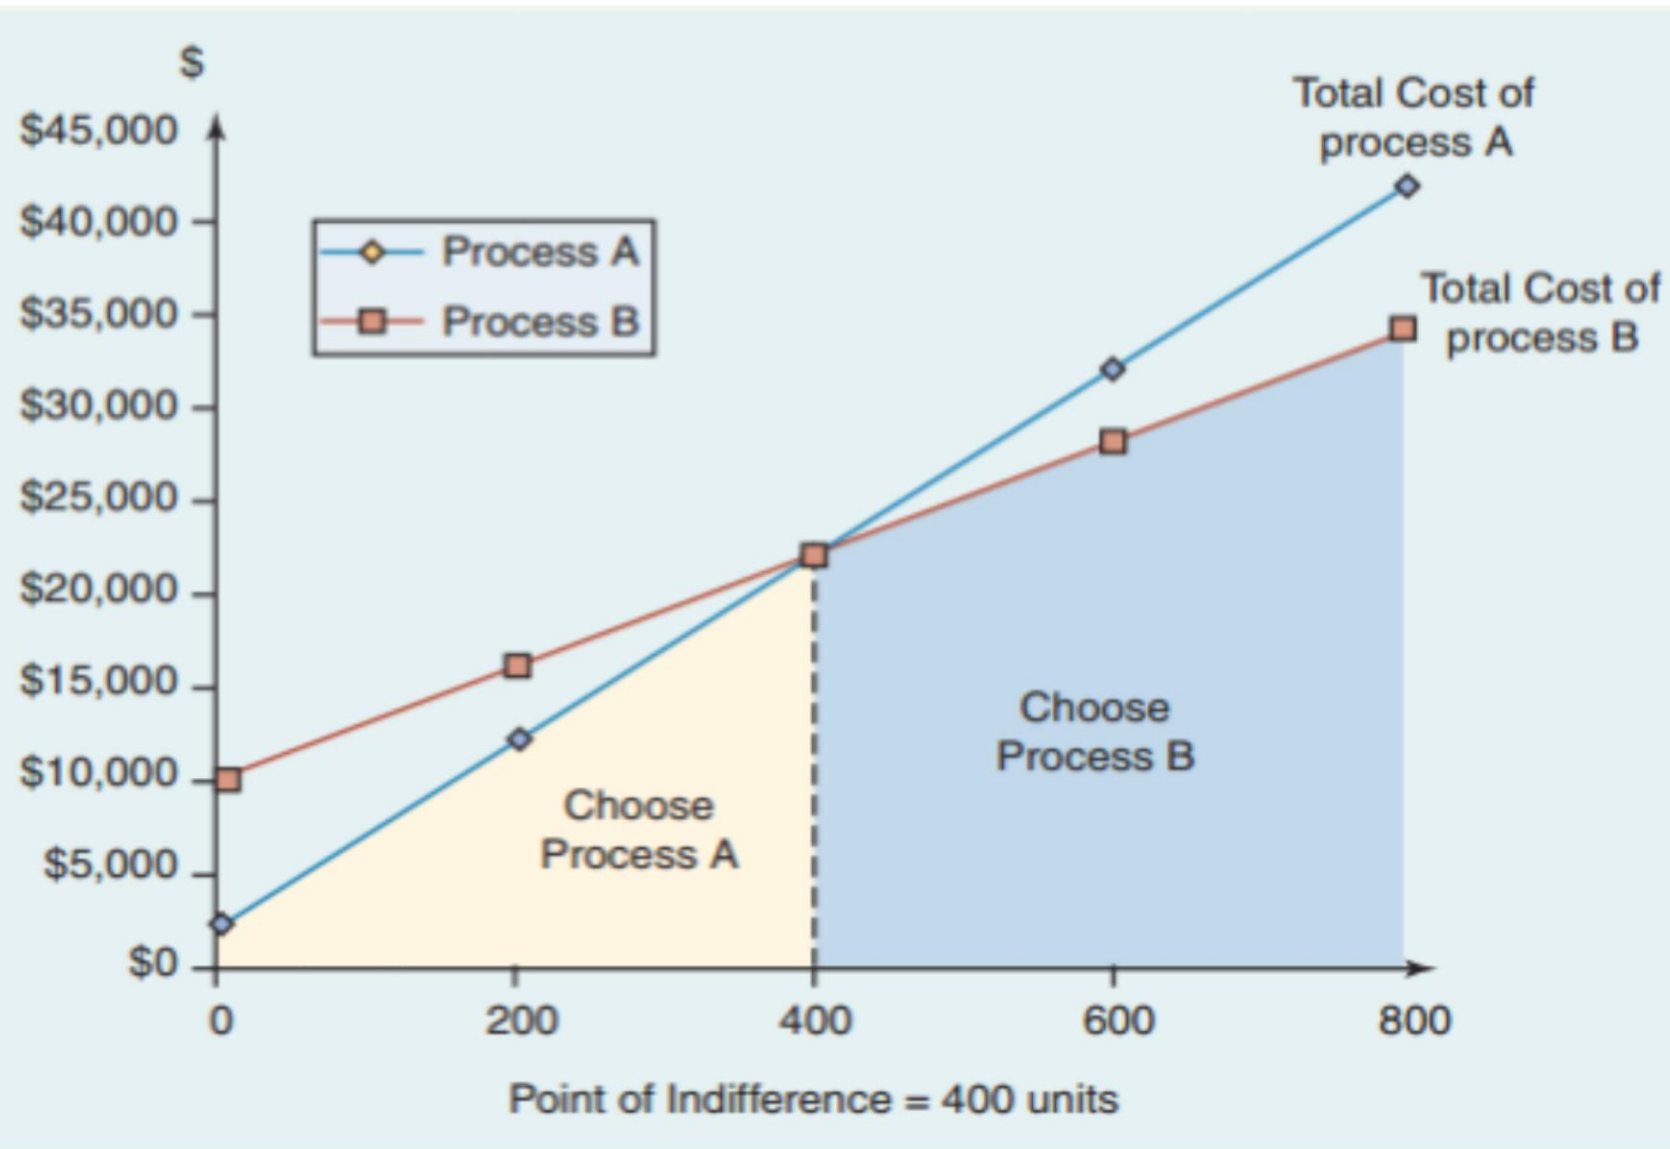 $
$45,000
$40,000
$35,000
$30,000
$25,000
$20,000
$15,000
$10,000
$5,000
$0
Process A
Process B
Total Cost of
process A
Total Cost of
process B
Choose
Process A
Choose
Process B
0 200 400 600 800
Point of Indifference = 400 units